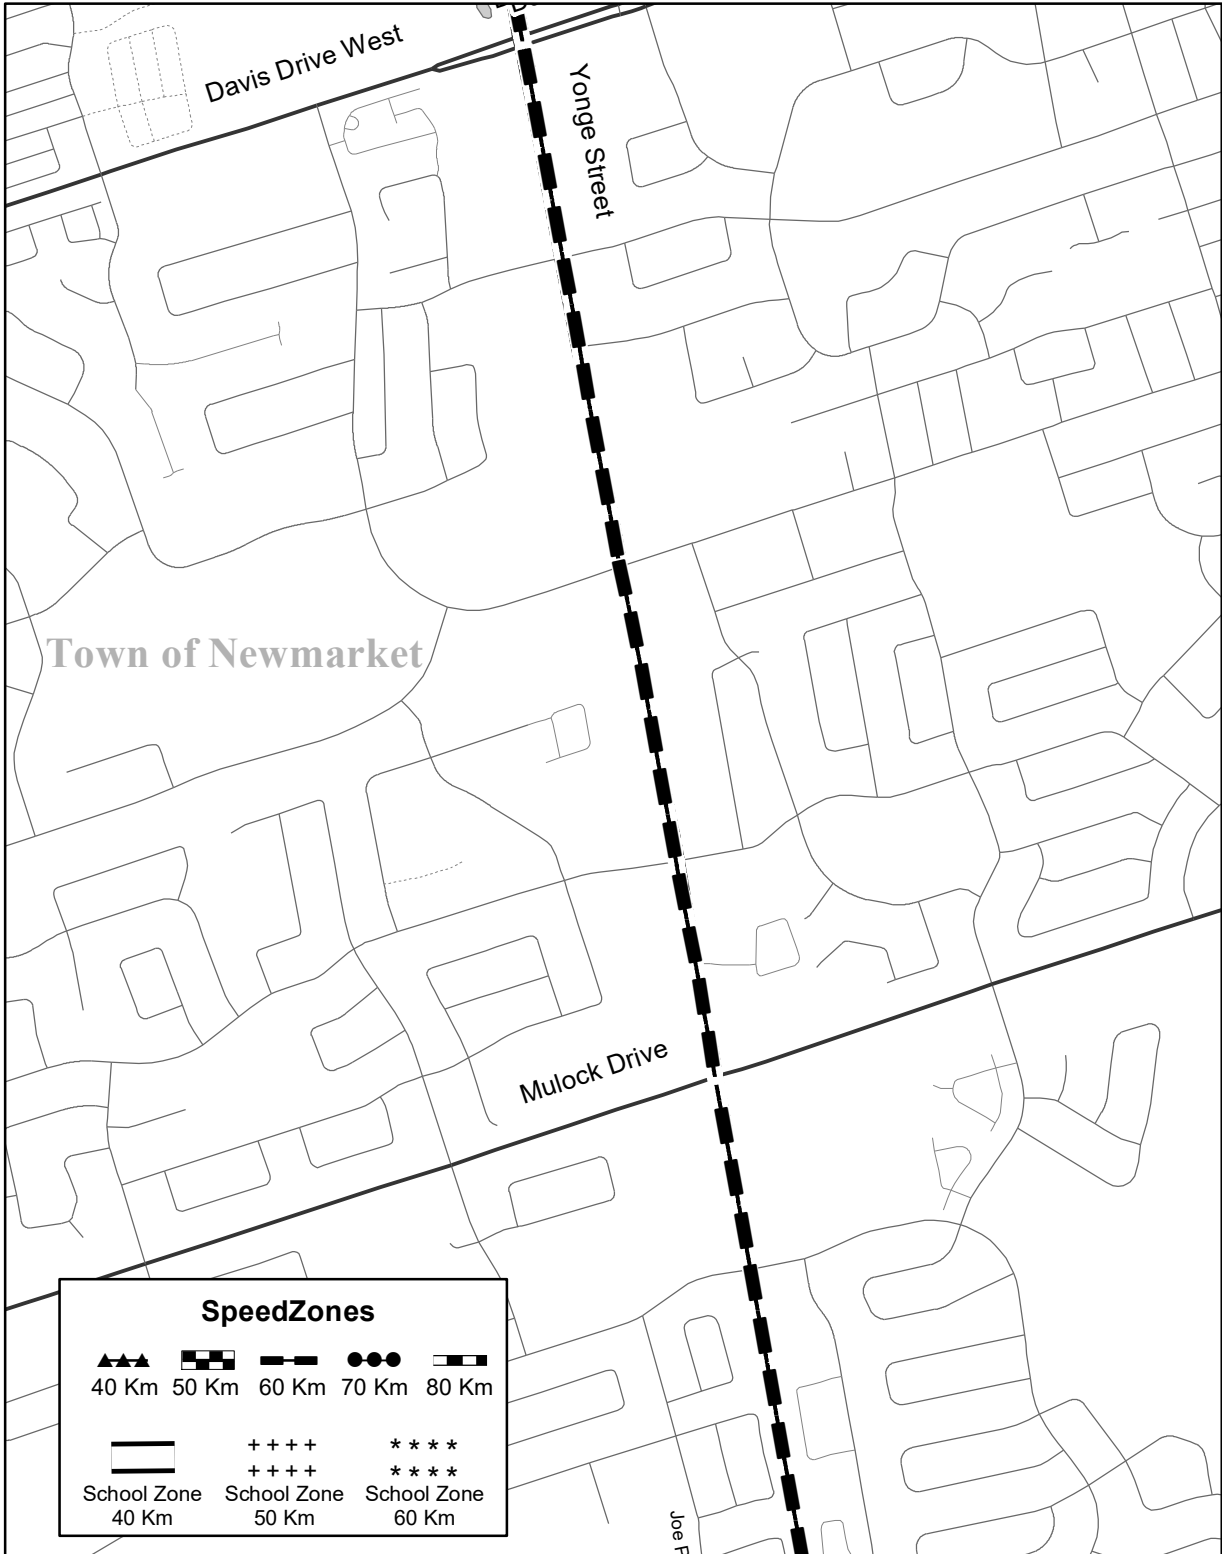 Davis Drive West
Yonge Street
Town of Newmarket
Mulock Drive
SpeedZones
40 Km 50 Km 60 Km 70 Km 80 Km
School Zone School Zone School Zone
40 Km 50 Km 60 Km
Joe